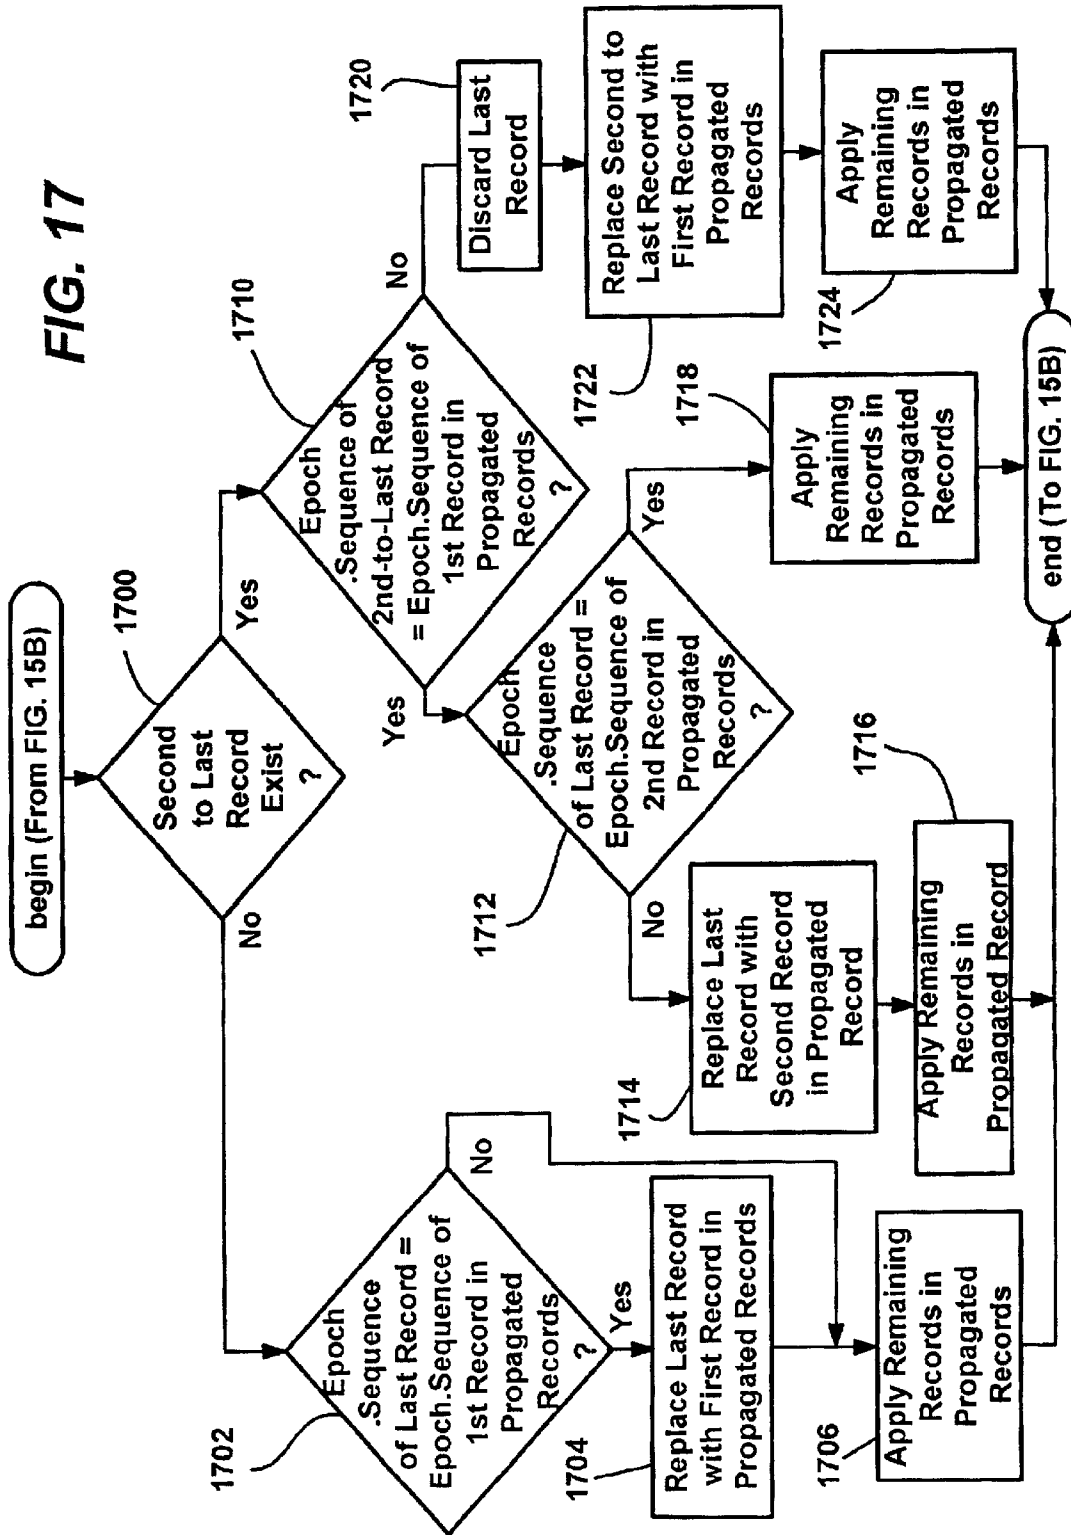 FIG. 17
begin (From FIG. 15B)
1700
Second
to Last
Record
Exist
?
No
Yes
1702
Epoch
.Sequence
of Last Record =
Epoch.Sequence of
1st Record in
Propagated
Records
?
No
Yes
1704
Replace Last Record
with First Record in
Propagated Records
1706
Apply Remaining
Records in
Propagated
Records
1710
Epoch
.Sequence of
2nd-to-Last Record
= Epoch.Sequence of
1st Record in
Propagated
Records
?
Yes
No
1712
Epoch
.Sequence
of Last Record =
Epoch.Sequence of
2nd Record in
Propagated
Records
?
No
Yes
1714
Replace Last
Record with
Second Record
in Propagated
Record
1716
Apply Remaining
Records in
Propagated Record
1718
Apply
Remaining
Records in
Propagated
Records
1720
Discard Last
Record
1722
Replace Second to
Last Record with
First Record in
Propagated
Records
1724
Apply
Remaining
Records in
Propagated
Records
end (To FIG. 15B)